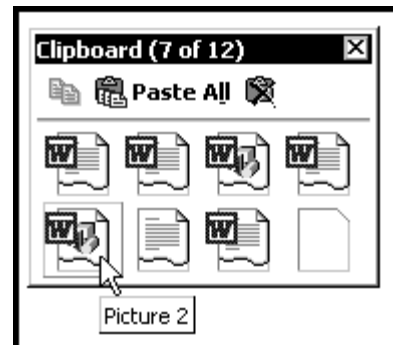 Clipboard (7 of 12)
Paste All
W W W W
W W
Picture 2